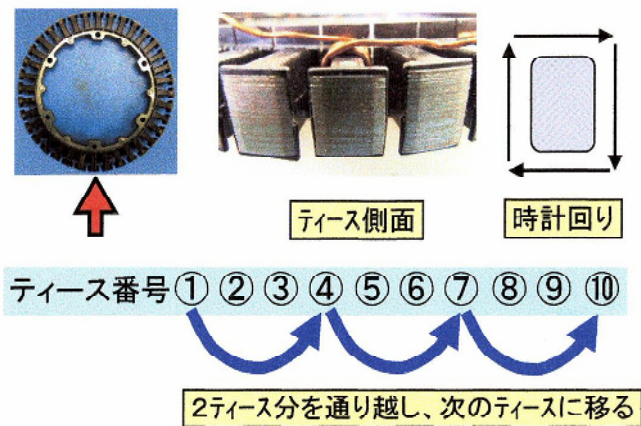 ティース側面
時計回り
ティース番号①②③④⑤⑥⑦⑧⑨⑩
2ティース分を通り越し、次のティースに移る